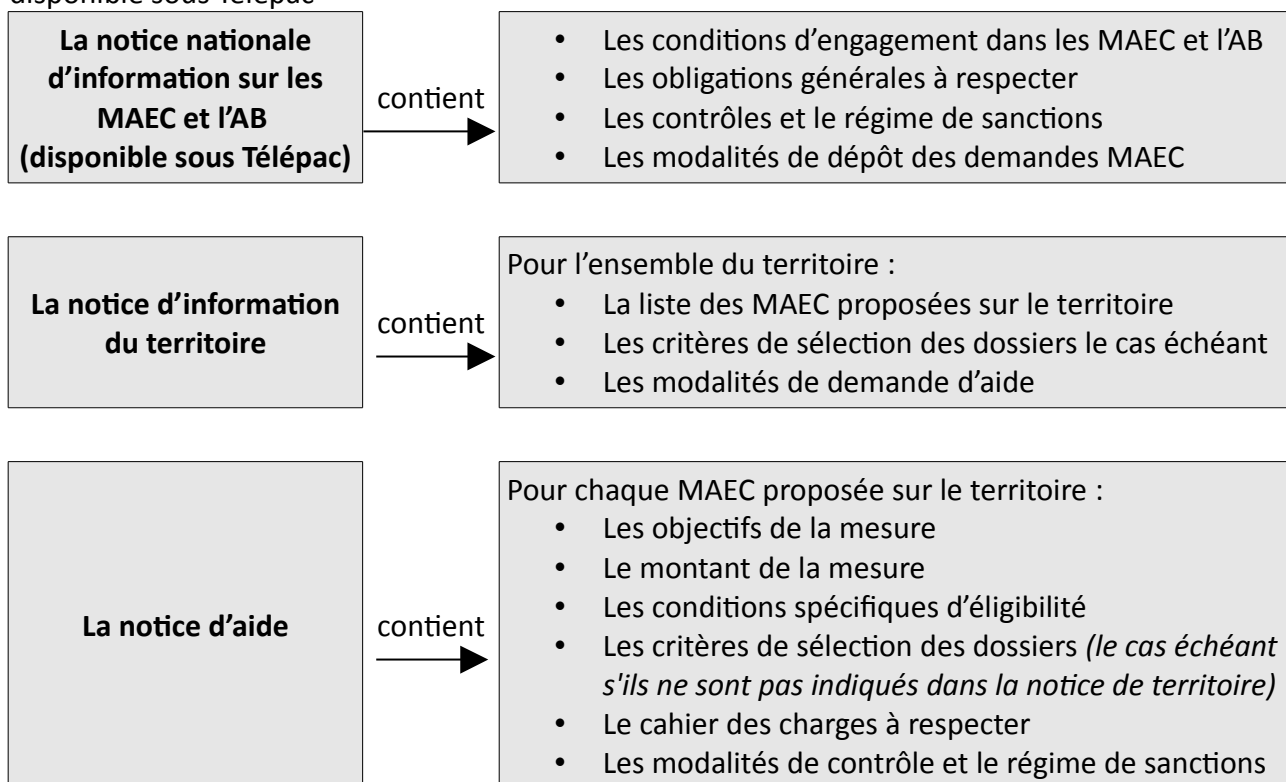 disponible sous Télépac
La notice nationale
d’information sur les
MAEC et l’AB
(disponible sous Télépac)
contient
• Les conditions d’engagement dans les MAEC et l’AB
• Les obligations générales à respecter
• Les contrôles et le régime de sanctions
• Les modalités de dépôt des demandes MAEC
La notice d’information
du territoire
contient
Pour l’ensemble du territoire :
• La liste des MAEC proposées sur le territoire
• Les critères de sélection des dossiers le cas échéant
• Les modalités de demande d’aide
La notice d’aide
contient
Pour chaque MAEC proposée sur le territoire :
• Les objectifs de la mesure
• Le montant de la mesure
• Les conditions spécifiques d’éligibilité
• Les critères de sélection des dossiers (le cas échéant
s'ils ne sont pas indiqués dans la notice de territoire)
• Le cahier des charges à respecter
• Les modalités de contrôle et le régime de sanctions